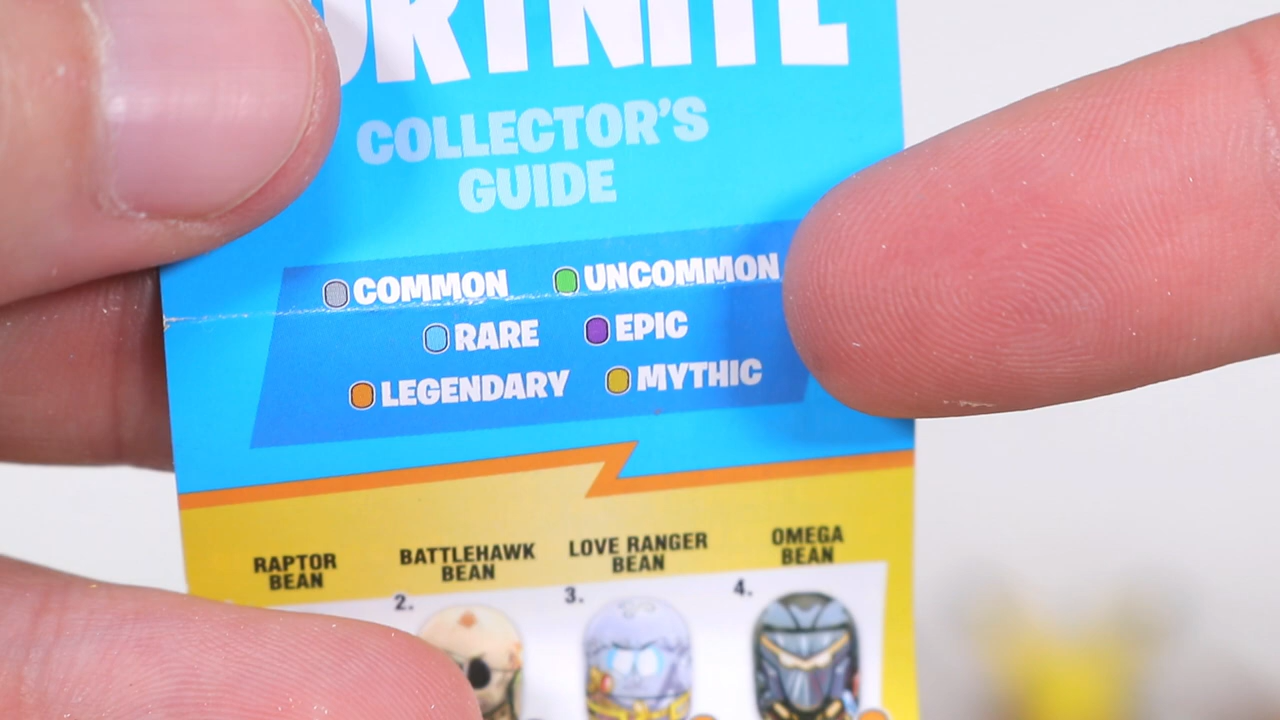 ORTNITE
COLLECTOR'S
GUIDE
COMMON UNCOMMON
RARE EPIC
LEGENDARY MYTHIC
RAPTOR BEAN
BATTLEHAWK BEAN
LOVE RANGER BEAN
OMEGA BEAN
2. 3. 4.